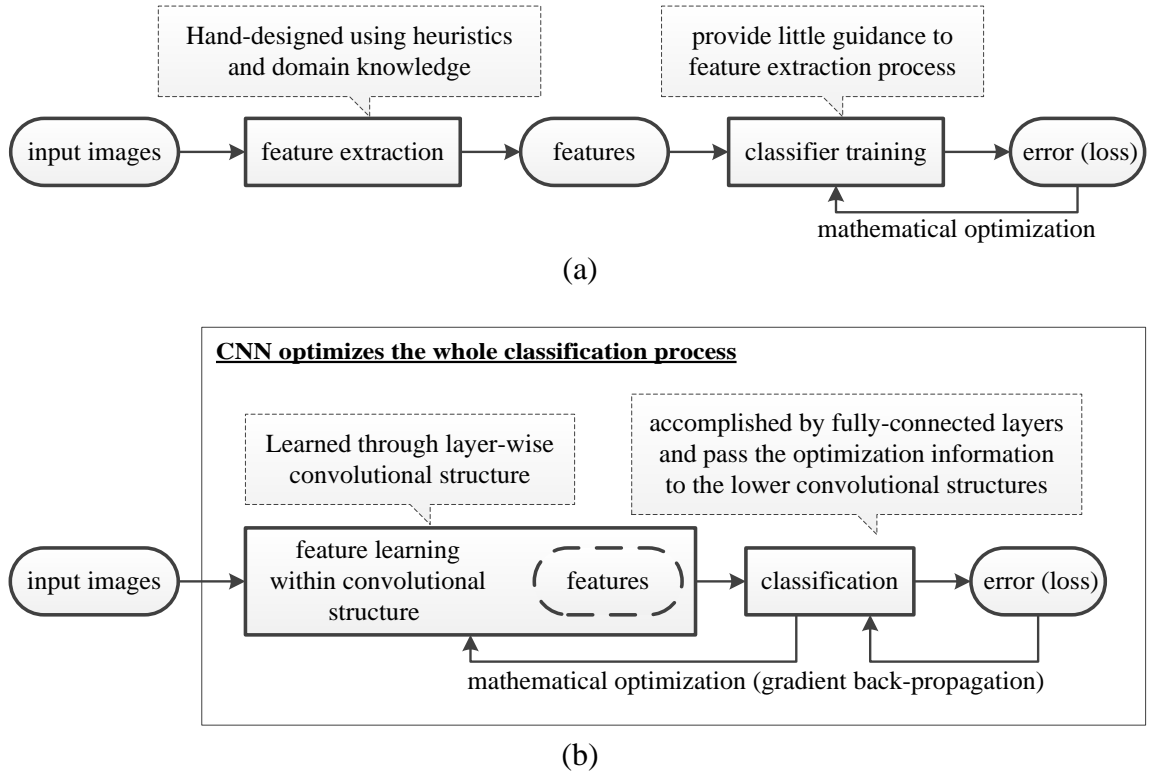 Hand-designed using heuristics
and domain knowledge
provide little guidance to
feature extraction process
input images
feature extraction
features
classifier training
error (loss)
mathematical optimization
(a)
CNN optimizes the whole classification process
Learned through layer-wise
convolutional structure
accomplished by fully-connected layers
and pass the optimization information
to the lower convolutional structures
input images
feature learning
within convolutional
structure
features
classification
error (loss)
mathematical optimization (gradient back-propagation)
(b)